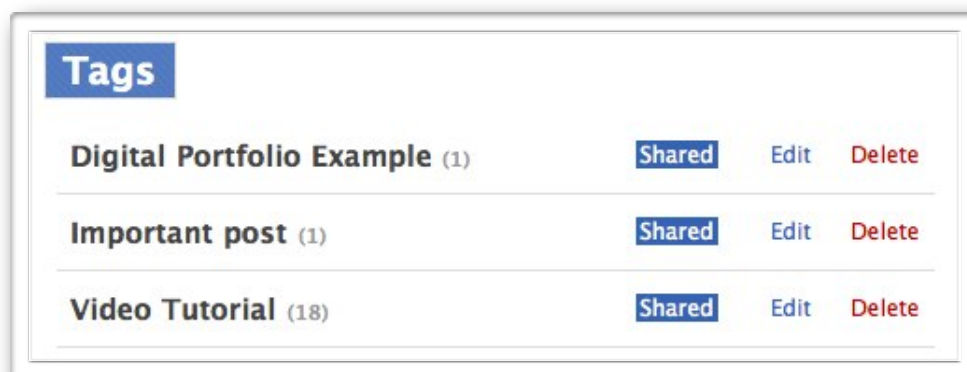 Tags
Digital Portfolio Example (1) Shared Edit Delete
Important post (1) Shared Edit Delete
Video Tutorial (18) Shared Edit Delete